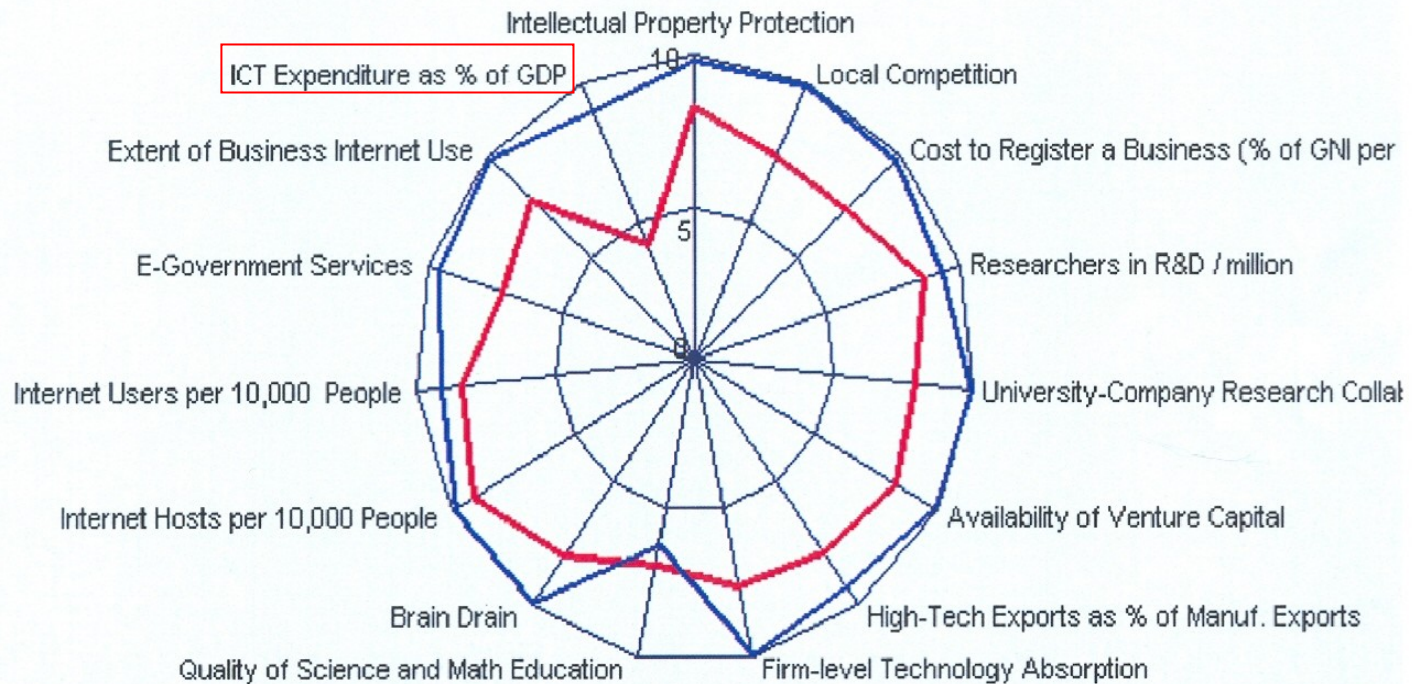 Intellectual Property Protection
10
ICT Expenditure as % of GDP
Local Competition
Extent of Business Internet Use
Cost to Register a Business (% of GNI per
5
E-Government Services
Researchers in R&D / million
0
Internet Users per 10,000 People
University-Company Research Collab
Internet Hosts per 10,000 People
Availability of Venture Capital
Brain Drain
High-Tech Exports as % of Manuf. Exports
Quality of Science and Math Education
Firm-level Technology Absorption